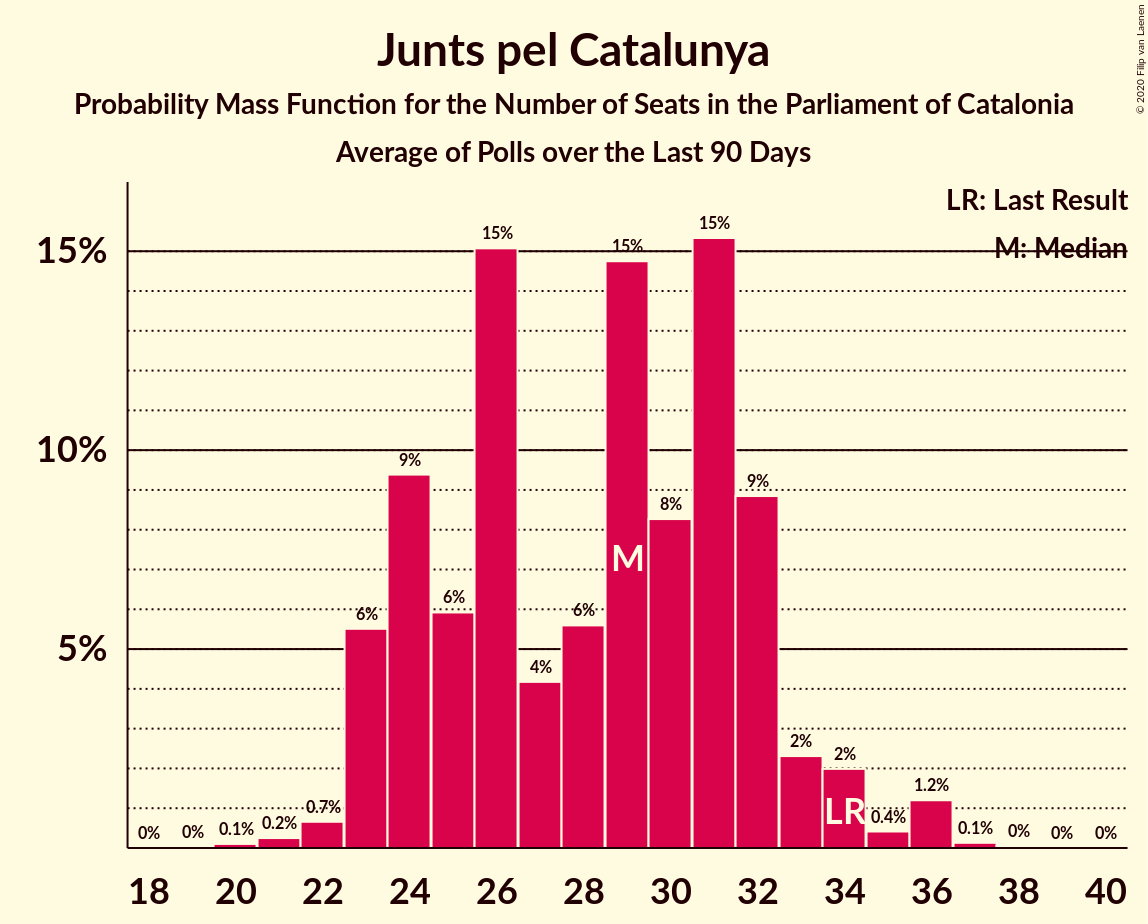 Junts pel Catalunya
Probability Mass Function for the Number of Seats in the Parliament of Catalonia
Average of Polls over the Last 90 Days
© 2020 Filip van Laenen
LR: Last Result
M: Median
15%
10%
5%
0%
0%
0.1%
0.2%
0.7%
6%
9%
6%
15%
4%
6%
15%
8%
15%
9%
2%
2%
0.4%
1.2%
0.1%
0%
0%
0%
M
LR
18 20 22 24 26 28 30 32 34 36 38 40